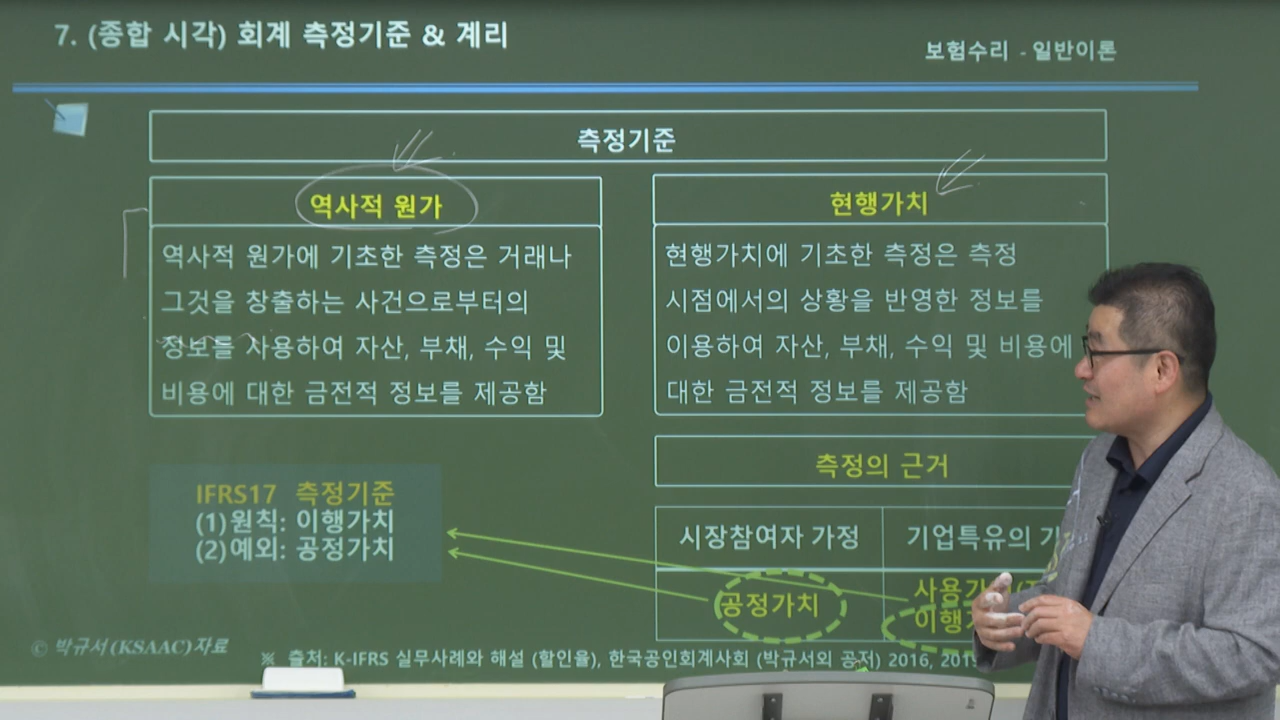 7. (종합 시각) 회계 측정기준 & 계리
보험수리 - 일반이론
측정기준
역사적 원가
역사적 원가에 기초한 측정은 거래나
그것을 창출하는 사건으로부터의
정보를 사용하여 자산, 부채, 수익 및
비용에 대한 금전적 정보를 제공함
현행가치
현행가치에 기초한 측정은 측정
시점에서의 상황을 반영한 정보를
이용하여 자산, 부채, 수익 및 비용에
대한 금전적 정보를 제공함
측정의 근거
시장참여자 가정
기업특유의
공정가치
IFRS17 측정기준
(1)원칙: 이행가치
(2)예외: 공정가치
© 박규서(KSAAC)자료
※ 출처: K-IFRS 실무사례와 해설 (할인율), 한국공인회계사회 (박규서외 공저) 2016,